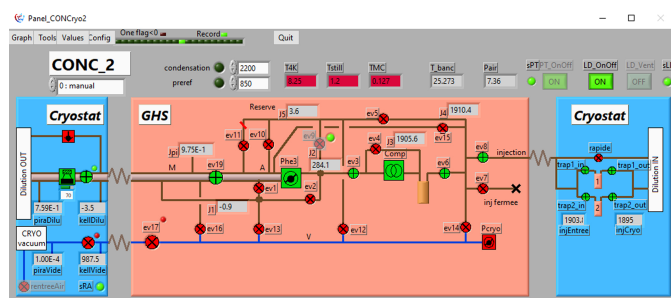 Panel_CONCryo2
Graph Tools Values Config One flag<0 Record Quit
CONC_2
0 : manual
condensation 2200
preref 850
T4K Tstill TMC T_banc Pair
8.25 1.2 0.127 25.273 7.36
sPT PT_OnOff LD_OnOff LD_Vent sLD
ON ON OFF
Cryostat
Dilution OUT
70
7.59E-1 -3.5
piraDilu kellDilu
CRYO
vacuum
1.00E-4 987.5
piraVide kellVide
rentreeAir sRA
GHS
Reserve J5 3.6 J4 1910.4
ev5
ev11 ev10 ev9 ev4 J3 1905.6 ev15
Jpi 9.75E-1 J2 284.1
ev8
ev19 Phe3 ev3 Comp ev6 injection
M A
ev1 ev2 ev7
J1 -0.9 inj fermee
ev17 ev16 ev13 V ev12 ev14 Pcryo
Cryostat
Dilution IN
rapide
trap1_in trap1_out
1
trap2_in trap2_out
2
1903. 1895
injEntree injCryo